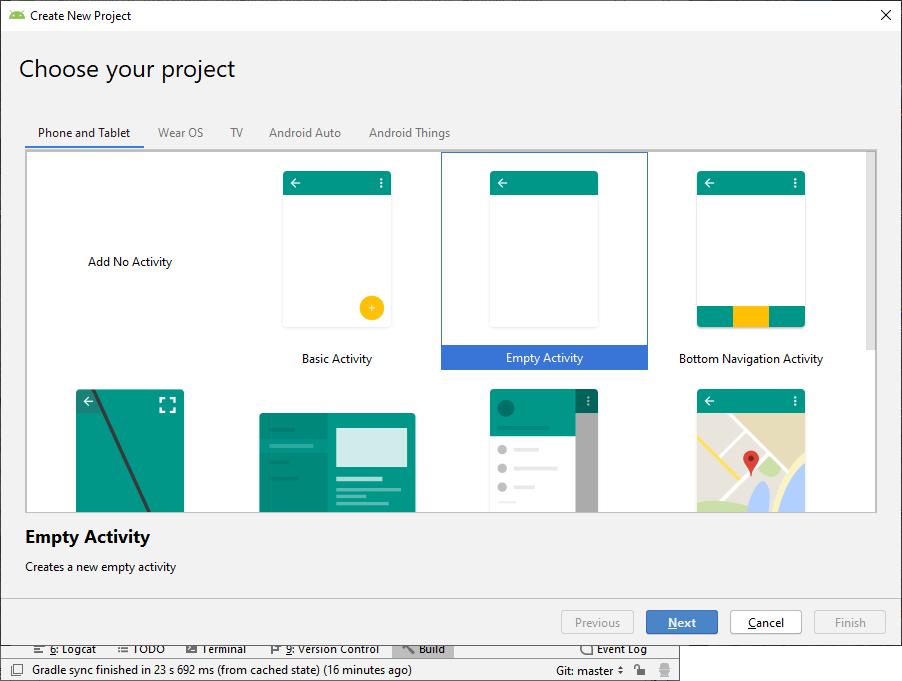 Create New Project
Choose your project
Phone and Tablet Wear OS TV Android Auto Android Things
Add No Activity
Basic Activity
Empty Activity
Bottom Navigation Activity
Empty Activity
Creates a new empty activity
Previous Next Cancel Finish
6: Logcat TODO Terminal 9: Version Control Build Event Log
Gradle sync finished in 23 s 692 ms (from cached state) (16 minutes ago) Git: master